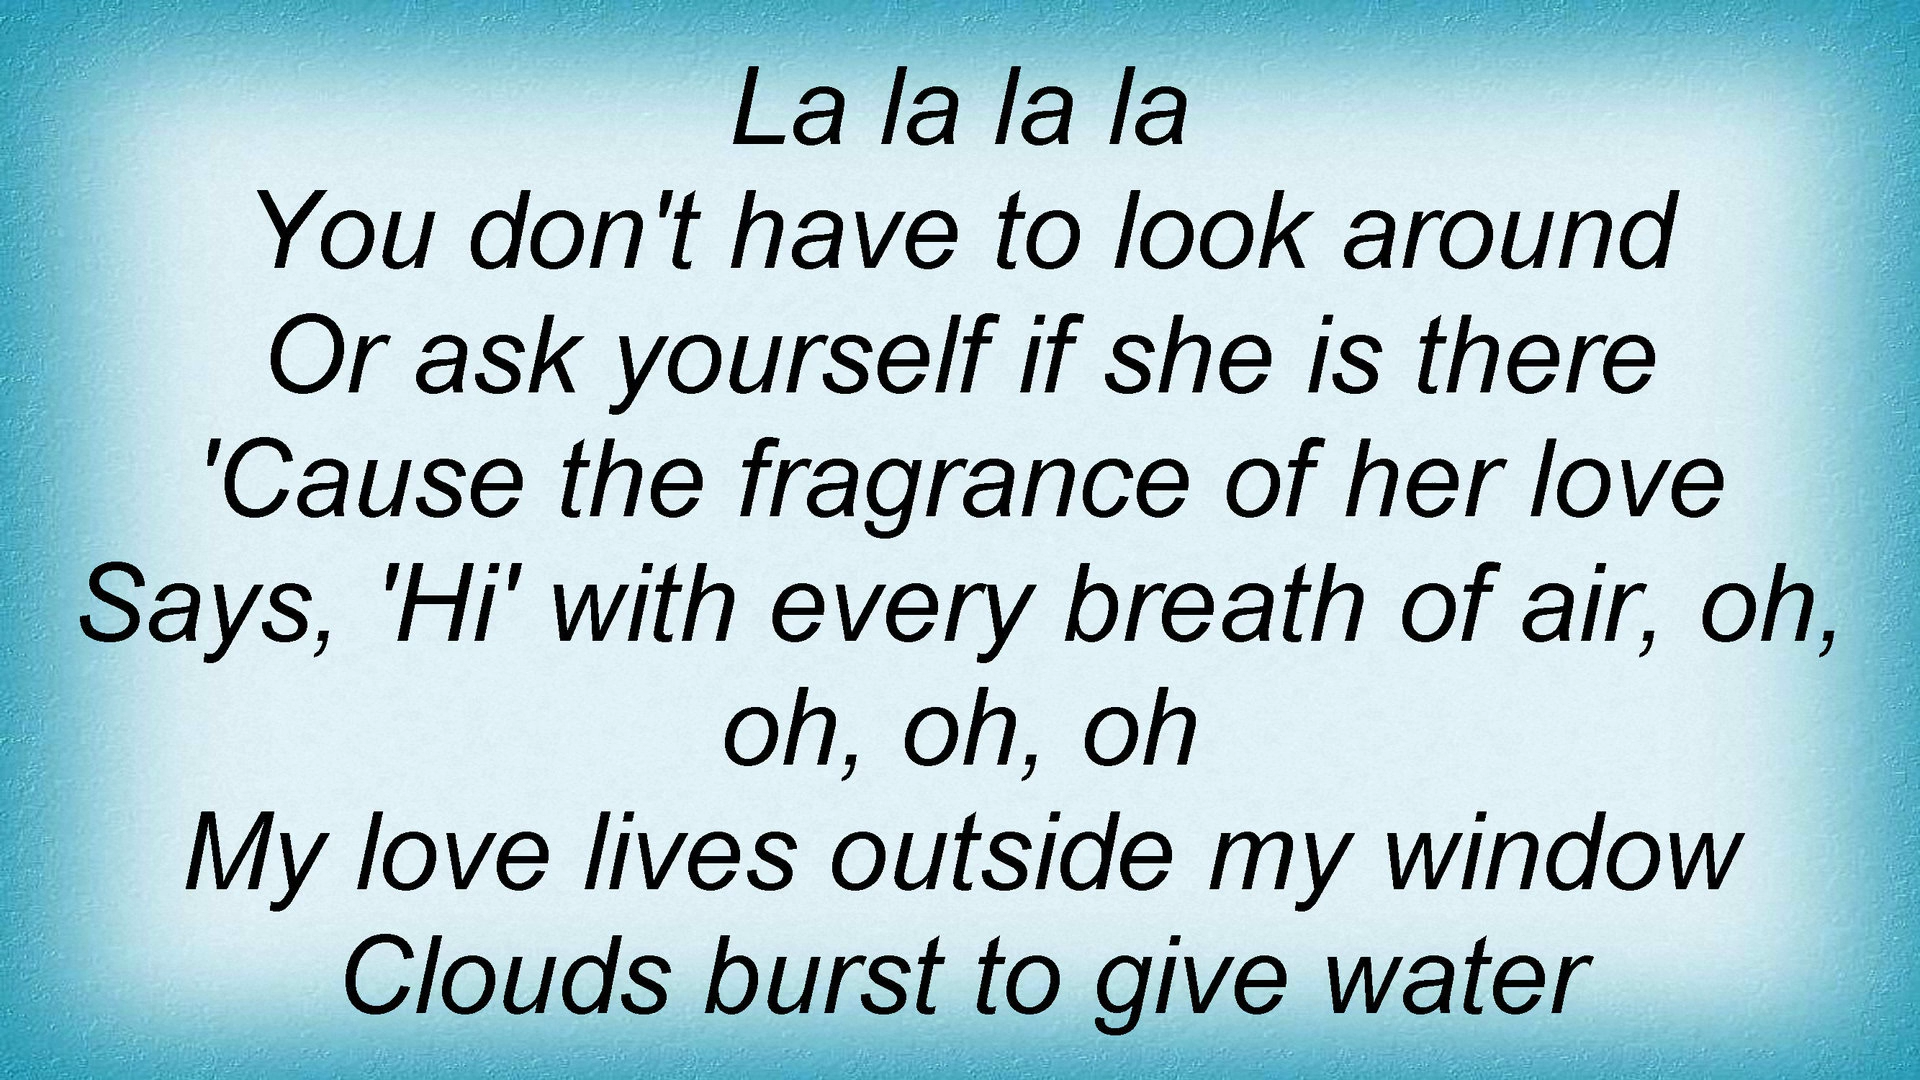 La la la la
You don't have to look around
Or ask yourself if she is there
'Cause the fragrance of her love
Says, 'Hi' with every breath of air, oh,
oh, oh, oh
My love lives outside my window
Clouds burst to give water